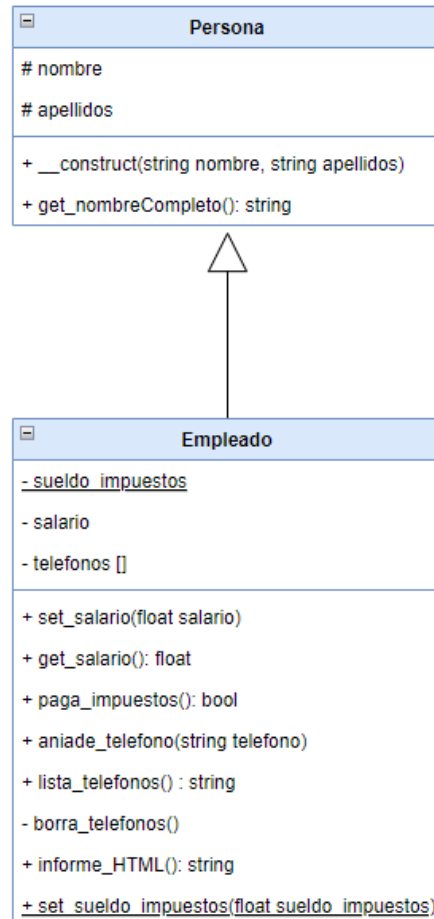 Persona
# nombre
# apellidos
+ __construct(string nombre, string apellidos)
+ get_nombreCompleto(): string
Empleado
- sueldo_impuestos
- salario
- telefonos []
+ set_salario(float salario)
+ get_salario(): float
+ paga_impuestos(): bool
+ aniade_telefono(string telefono)
+ lista_telefonos() : string
- borra_telefonos()
+ informe_HTML(): string
+ set_sueldo_impuestos(float sueldo_impuestos)